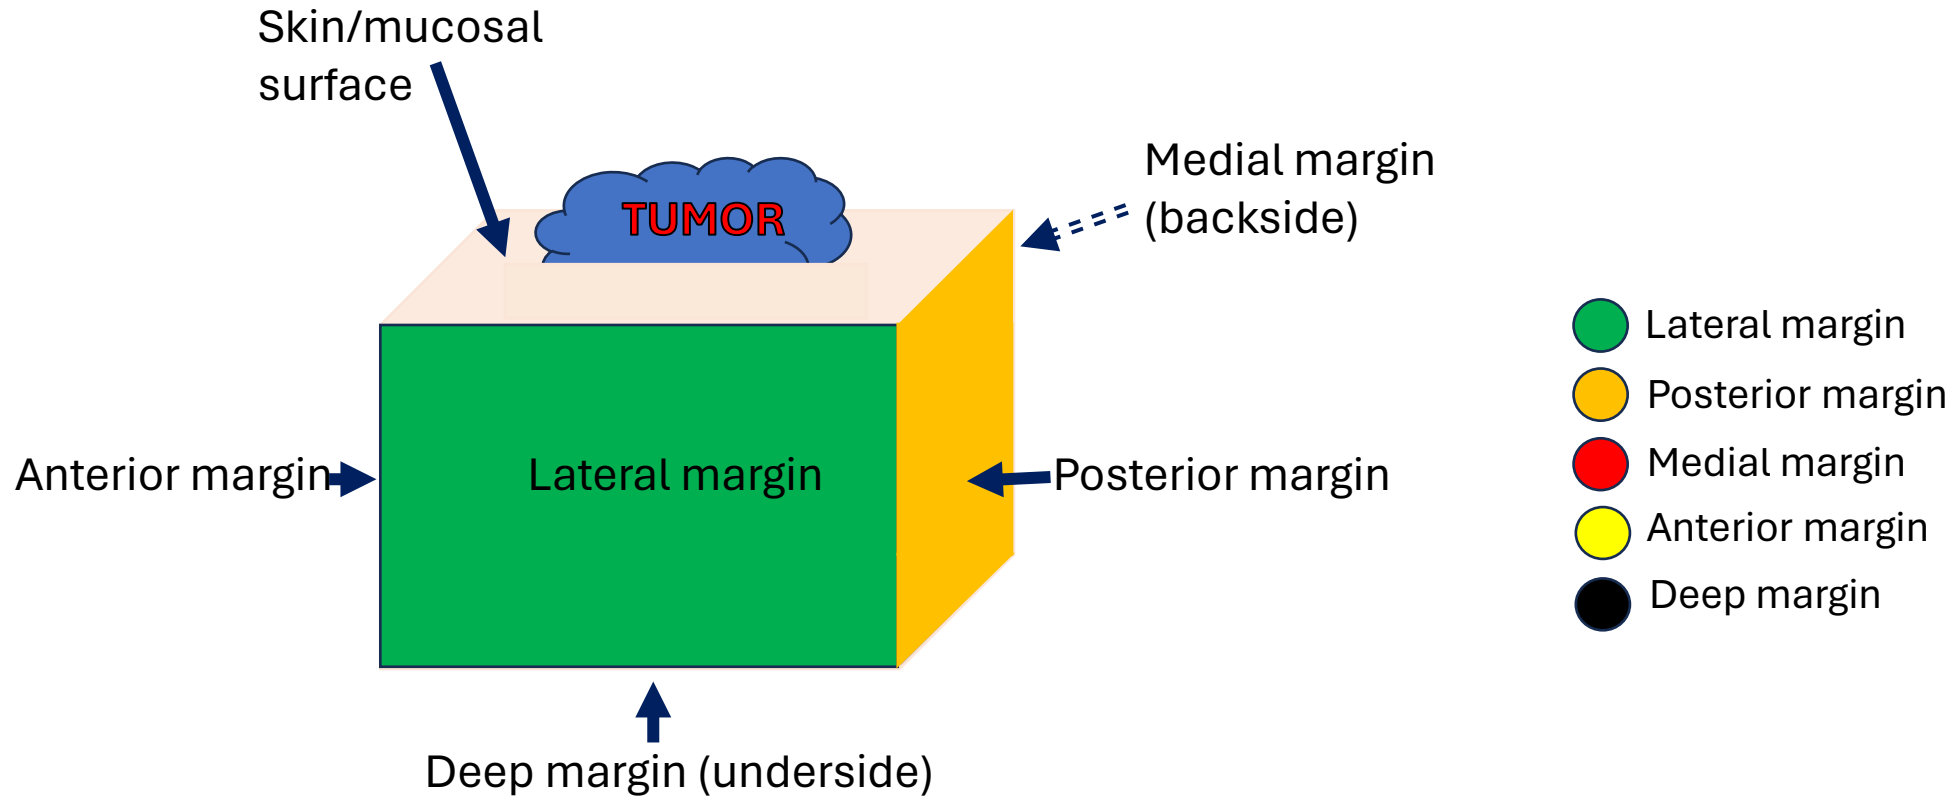 Skin/mucosal
surface
TUMOR
Medial margin
(backside)
Anterior margin
Lateral margin
Posterior margin
Deep margin (underside)
Lateral margin
Posterior margin
Medial margin
Anterior margin
Deep margin